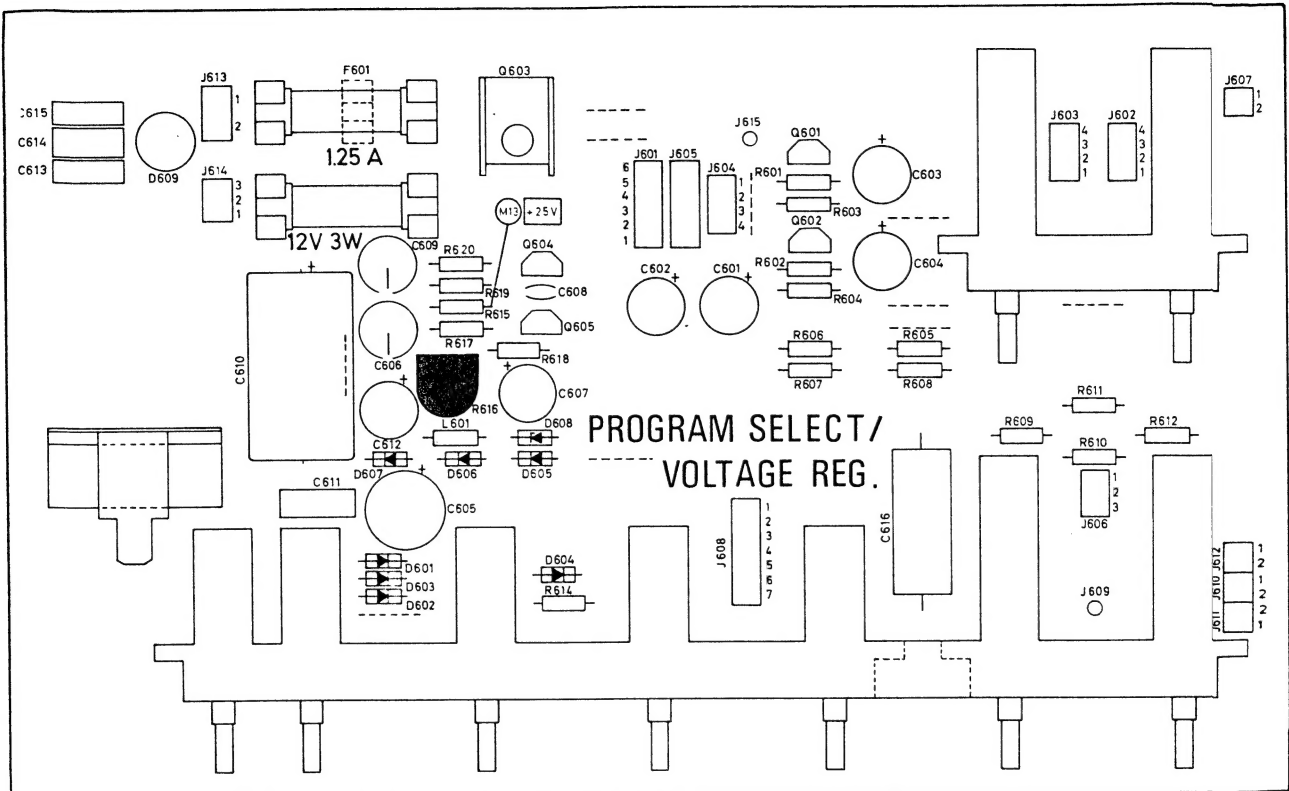 J613
F601
Q603
J607
1
2
:615
C614
C613
D609
1
2
1.25 A
J615
Q601
+
J603
J602
4
3
2
1
4
3
2
1
J614
3
2
1
J601
J605
J604
6
5
4
3
2
1
1
2
3
4
R601
R603
C603
12V 3W
M13
+25V
Q602
+
C609
R620
Q604
R602
R604
C604
+
R619
C608
R615
Q605
C602
+
C601
+
R617
R618
R606
R605
C610
C606
+
+
C607
R607
R608
R616
R611
L601
D608
PROGRAM SELECT/
R609
R612
C612
R610
D607
+
D606
D605
VOLTAGE REG.
C611
C605
J608
1
2
3
4
5
6
7
C616
1
2
3
J606
D601
D603
D602
D604
R614
J609
J612
1
2
J610
1
2
J611
2
1